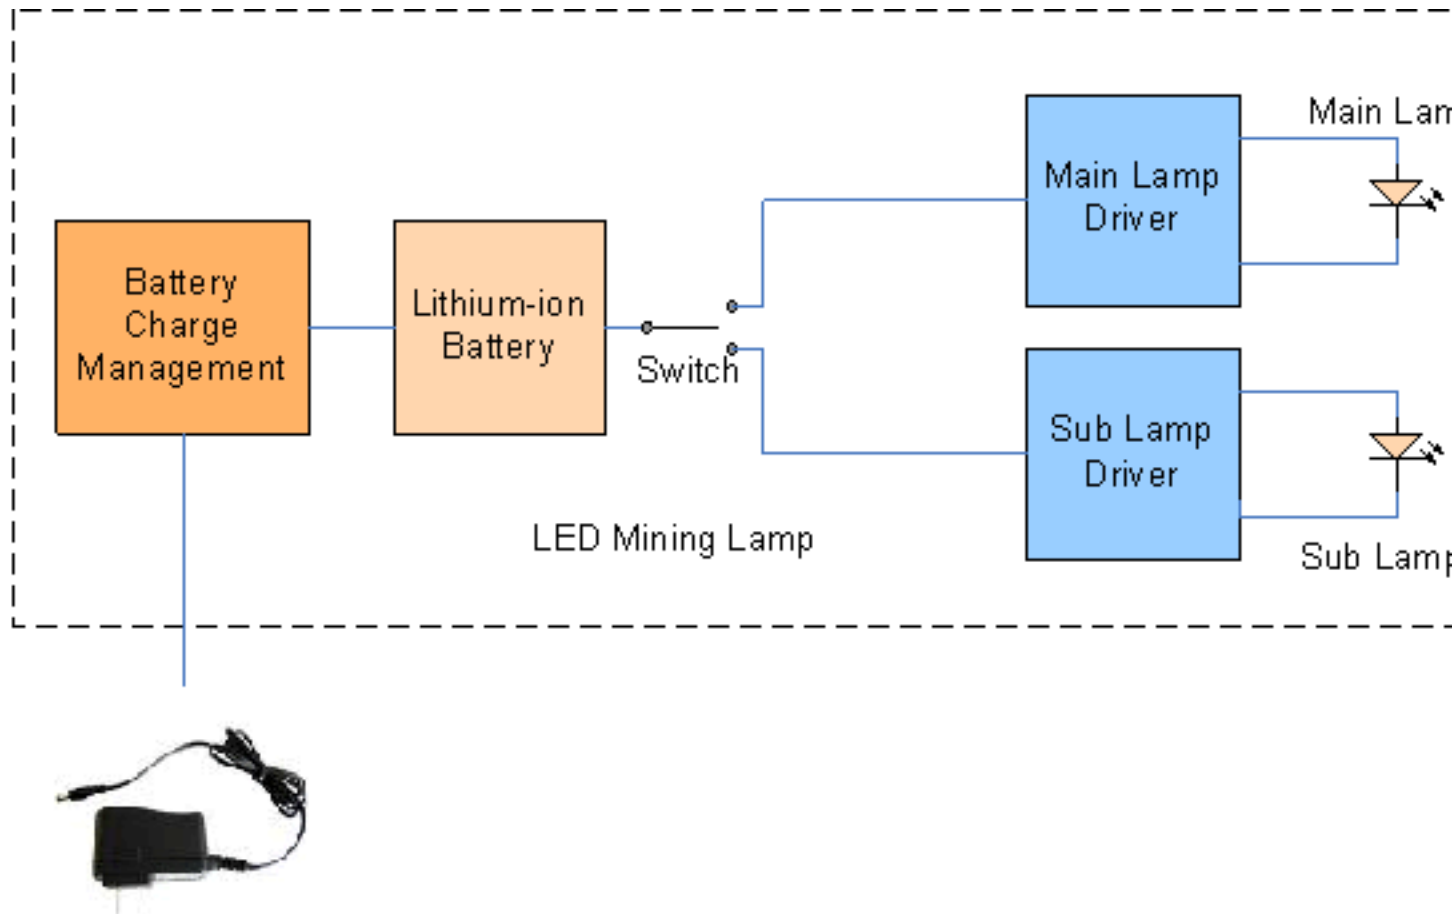 Main Lam
Main Lamp
Driver
Battery
Charge
Management
Lithium-ion
Battery
Switch
Sub Lamp
Driver
LED Mining Lamp
Sub Lamp